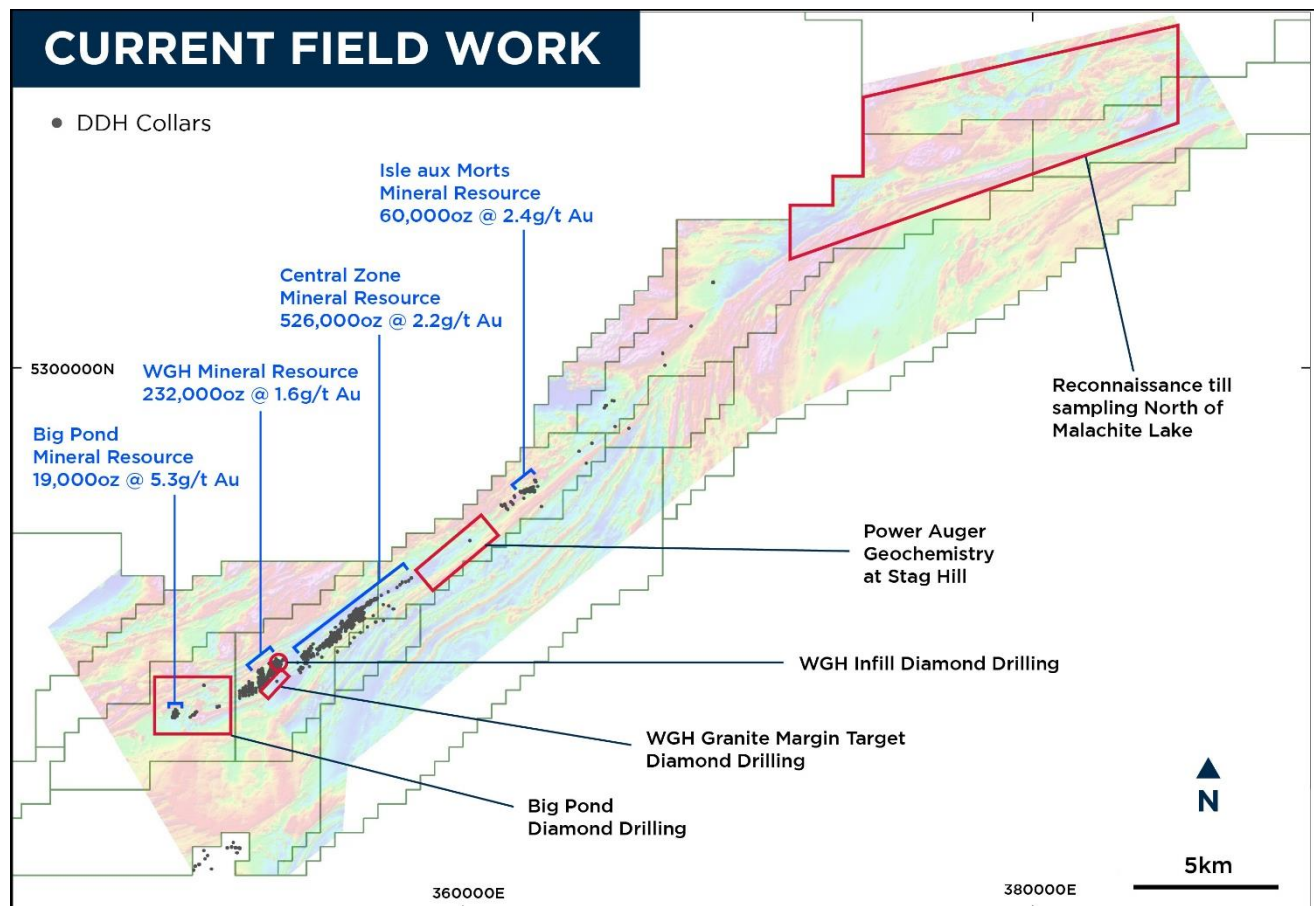 CURRENT FIELD WORK
DDH Collars
Isle aux Morts
Mineral Resource
60,000oz @ 2.4g/t Au
Central Zone
Mineral Resource
526,000oz @ 2.2g/t Au
5300000N
WGH Mineral Resource
232,000oz @ 1.6g/t Au
Big Pond
Mineral Resource
19,000oz @ 5.3g/t Au
Reconnaissance till
sampling North of
Malachite Lake
Power Auger
Geochemistry
at Stag Hill
WGH Infill Diamond Drilling
WGH Granite Margin Target
Diamond Drilling
Big Pond
Diamond Drilling
N
5km
360000E
380000E